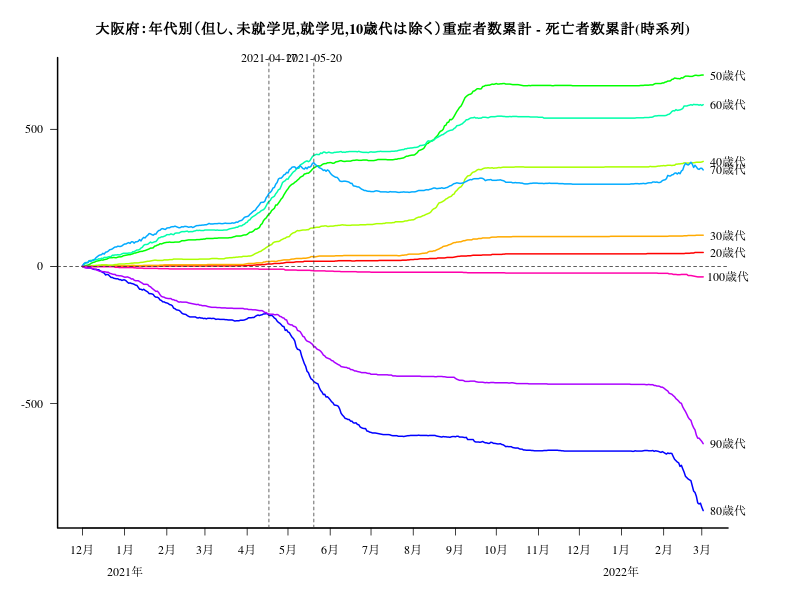 大阪府：年代別（但し、未就学児,就学児,10歳代は除く）重症者数累計 - 死亡者数累計(時系列)
2021-04-17 2021-05-20
50歳代
60歳代
40歳代
70歳代
30歳代
20歳代
100歳代
90歳代
80歳代
500
0
-500
12月 1月 2月 3月 4月 5月 6月 7月 8月 9月 10月 11月 12月 1月 2月 3月
2021年 2022年